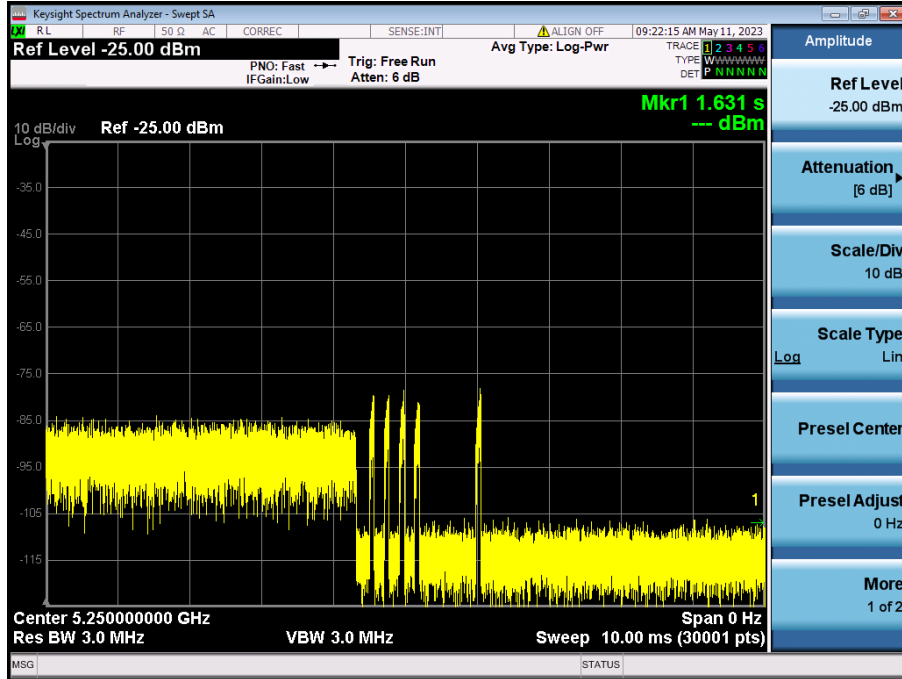 Keysight Spectrum Analyzer - Swept SA
LXI RL RF 50 Ω AC CORREC SENSE:INT ALIGN OFF 09:22:15 AM May 11, 2023
Ref Level -25.00 dBm
Avg Type: Log-Pwr
TRACE 1 2 3 4 5 6
TYPE WWWWWW
DET P N N N N N
PNO: Fast
IFGain:Low
Trig: Free Run
Atten: 6 dB
Mkr1 1.631 s
--- dBm
10 dB/div Ref -25.00 dBm
Log
-35.0
-45.0
-55.0
-65.0
-75.0
-85.0
-95.0
-105
-115
1
Center 5.250000000 GHz Span 0 Hz
Res BW 3.0 MHz VBW 3.0 MHz Sweep 10.00 ms (30001 pts)
MSG STATUS
Amplitude
Ref Level
-25.00 dBm
Attenuation
[6 dB]
Scale/Div
10 dB
Scale Type
Log Lin
Presel Center
Presel Adjust
0 Hz
More
1 of 2